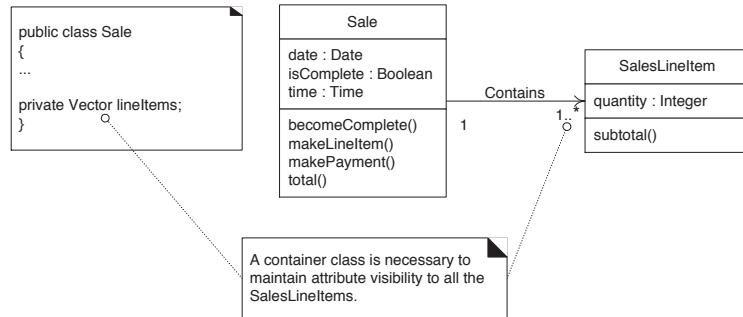 public class Sale
{
...
private Vector lineItems;
}
Sale
date : Date
isComplete : Boolean
time : Time
becomeComplete()
makeLineItem()
makePayment()
total()
Contains
1
1.. *
SalesLineItem
quantity : Integer
subtotal()
A container class is necessary to
maintain attribute visibility to all the
SalesLineItems.